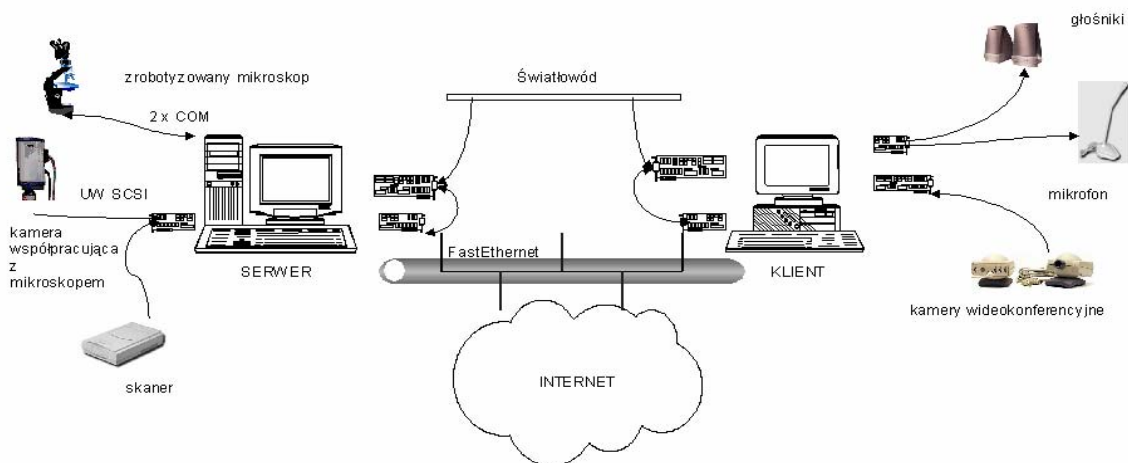 głośniki
zrobotyzowany mikroskop
Światłowód
2 x COM
UW SCSI
mikrofon
kamera
współpracująca
z
mikroskopem
SERWER
FastEthernet
KLIENT
kamery wideokonferencyjne
skaner
INTERNET